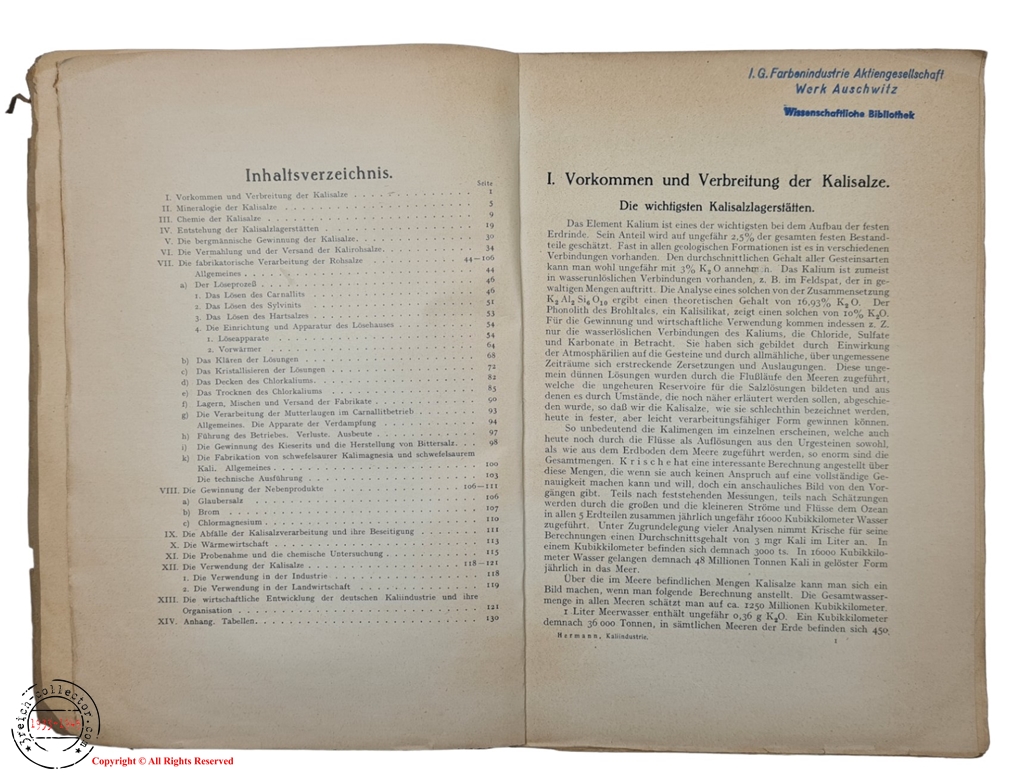 Inhaltsverzeichnis.
Seite
I. Vorkommen und Verbreitung der Kalisalze . . . 1
II. Mineralogie der Kalisalze . . . 5
III. Chemie der Kalisalze . . . 9
IV. Entstehung der Kalisalzlagerstätten . . . 19
V. Die bergmännische Gewinnung der Kalisalze. . . . 30
VI. Die Vermahlung und der Versand der Kalirohsalze. . . . 34
VII. Die fabrikatorische Verarbeitung der Rohsalze 44—106
Allgemeines . . . 44
a) Der Löseprozeß . . . 46
1. Das Lösen des Carnallits . . . 46
2. Das Lösen des Sylvinits . . . 51
3. Das Lösen des Hartsalzes . . . 53
4. Die Einrichtung und Apparatur des Lösehauses . . . 54
1. Löseapparate . . . 54
2. Vorwärmer . . . 64
b) Das Klären der Lösungen . . . 68
c) Das Kristallisieren der Lösungen . . . 72
d) Das Decken des Chlorkaliums. . . . 82
e) Das Trocknen des Chlorkaliums . . . 85
f) Lagern, Mischen und Versand der Fabrikate . . . 90
g) Die Verarbeitung der Mutterlaugen im Carnallitbetrieb . . . 93
Allgemeines. Die Apparate der Verdampfung . . . 94
h) Führung des Betriebes. Verluste. Ausbeute . . . 97
i) Die Gewinnung des Kieserits und die Herstellung von Bittersalz. . . 98
k) Die Fabrikation von schwefelsaurer Kalimagnesia und schwefelsaurem
Kali. Allgemeines . . . 100
Die technische Ausführung . . . 103
VIII. Die Gewinnung der Nebenprodukte . . . 106—111
a) Glaubersalz . . . 106
b) Brom . . . 107
c) Chlormagnesium . . . 110
IX. Die Abfälle der Kalisalzverarbeitung und ihre Beseitigung . . . 111
X. Die Wärmewirtschaft . . . 113
XI. Die Probenahme und die chemische Untersuchung . . . 115
XII. Die Verwendung der Kalisalze . . . 118—121
1. Die Verwendung in der Industrie . . . 118
2. Die Verwendung in der Landwirtschaft . . . 119
XIII. Die wirtschaftliche Entwicklung der deutschen Kaliindustrie und ihre
Organisation . . . 121
XIV. Anhang. Tabellen. . . . 130
I. G. Farbenindustrie Aktiengesellschaft
Werk Auschwitz
Wissenschaftliche Bibliothek
I. Vorkommen und Verbreitung der Kalisalze.
Die wichtigsten Kalisalzlagerstätten.
Das Element Kalium ist eines der wichtigsten bei dem Aufbau der festen
Erdrinde. Sein Anteil wird auf ungefähr 2,5% der gesamten festen Bestand-
teile geschätzt. Fast in allen geologischen Formationen ist es in verschiedenen
Verbindungen vorhanden. Den durchschnittlichen Gehalt aller Gesteinsarten
kann man wohl ungefähr mit 3% K₂O annehmen. Das Kalium ist zumeist
in wasserunlöslichen Verbindungen vorhanden, z. B. im Feldspat, der in ge-
waltigen Mengen auftritt. Die Analyse eines solchen von der Zusammensetzung
K₂ Al₂ Si₆ O₁₀ ergibt einen theoretischen Gehalt von 16,93% K₂O. Der
Phonolith des Brohltales, ein Kalisilikat, zeigt einen solchen von 10% K₂O.
Für die Gewinnung und wirtschaftliche Verwendung kommen indessen z. Z.
nur die wasserlöslichen Verbindungen des Kaliums, die Chloride, Sulfate
und Karbonate in Betracht. Sie haben sich gebildet durch Einwirkung
der Atmosphärilien auf die Gesteine und durch allmähliche, über ungemessene
Zeiträume sich erstreckende Zersetzungen und Auslaugungen. Diese unge-
mein dünnen Lösungen wurden durch die Flußläufe den Meeren zugeführt,
welche die ungeheuren Reservoire für die Salzlösungen bildeten und aus
denen es durch Umstände, die noch näher erläutert werden sollen, abgeschie-
den wurde, so daß wir die Kalisalze, wie sie schlechthin bezeichnet werden,
heute in fester, aber leicht verarbeitungsfähiger Form gewinnen können.
So unbedeutend die Kalimengen im einzelnen erscheinen, welche auch
heute noch durch die Flüsse als Auflösungen aus den Urgesteinen sowohl,
als wie aus dem Erdboden dem Meere zugeführt werden, so enorm sind die
Gesamtmengen. Krische hat eine interessante Berechnung angestellt über
diese Mengen, die wenn sie auch keinen Anspruch auf eine vollständige Ge-
nauigkeit machen kann und will, doch ein anschauliches Bild von den Vor-
gängen gibt. Teils nach feststehenden Messungen, teils nach Schätzungen
werden durch die großen und die kleineren Ströme und Flüsse dem Ozean
in allen 5 Erdteilen zusammen jährlich ungefähr 16000 Kubikkilometer Wasser
zugeführt. Unter Zugrundelegung vieler Analysen nimmt Krische für seine
Berechnungen einen Durchschnittsgehalt von 3 mgr Kali im Liter an. In
einem Kubikkilometer befinden sich demnach 3000 ts. In 16000 Kubikkilo-
meter Wasser gelangen demnach 48 Millionen Tonnen Kali in gelöster Form
jährlich in das Meer.
Über die im Meere befindlichen Mengen Kalisalze kann man sich ein
Bild machen, wenn man folgende Berechnung anstellt. Die Gesamtwasser-
menge in allen Meeren schätzt man auf ca. 1250 Millionen Kubikkilometer.
1 Liter Meerwasser enthält ungefähr 0,36 g K₂O. Ein Kubikkilometer
demnach 36 000 Tonnen, in sämtlichen Meeren der Erde befinden sich 450
Hermann, Kaliindustrie. 1
3reich-collector.com
Copyright © All Rights Reserved